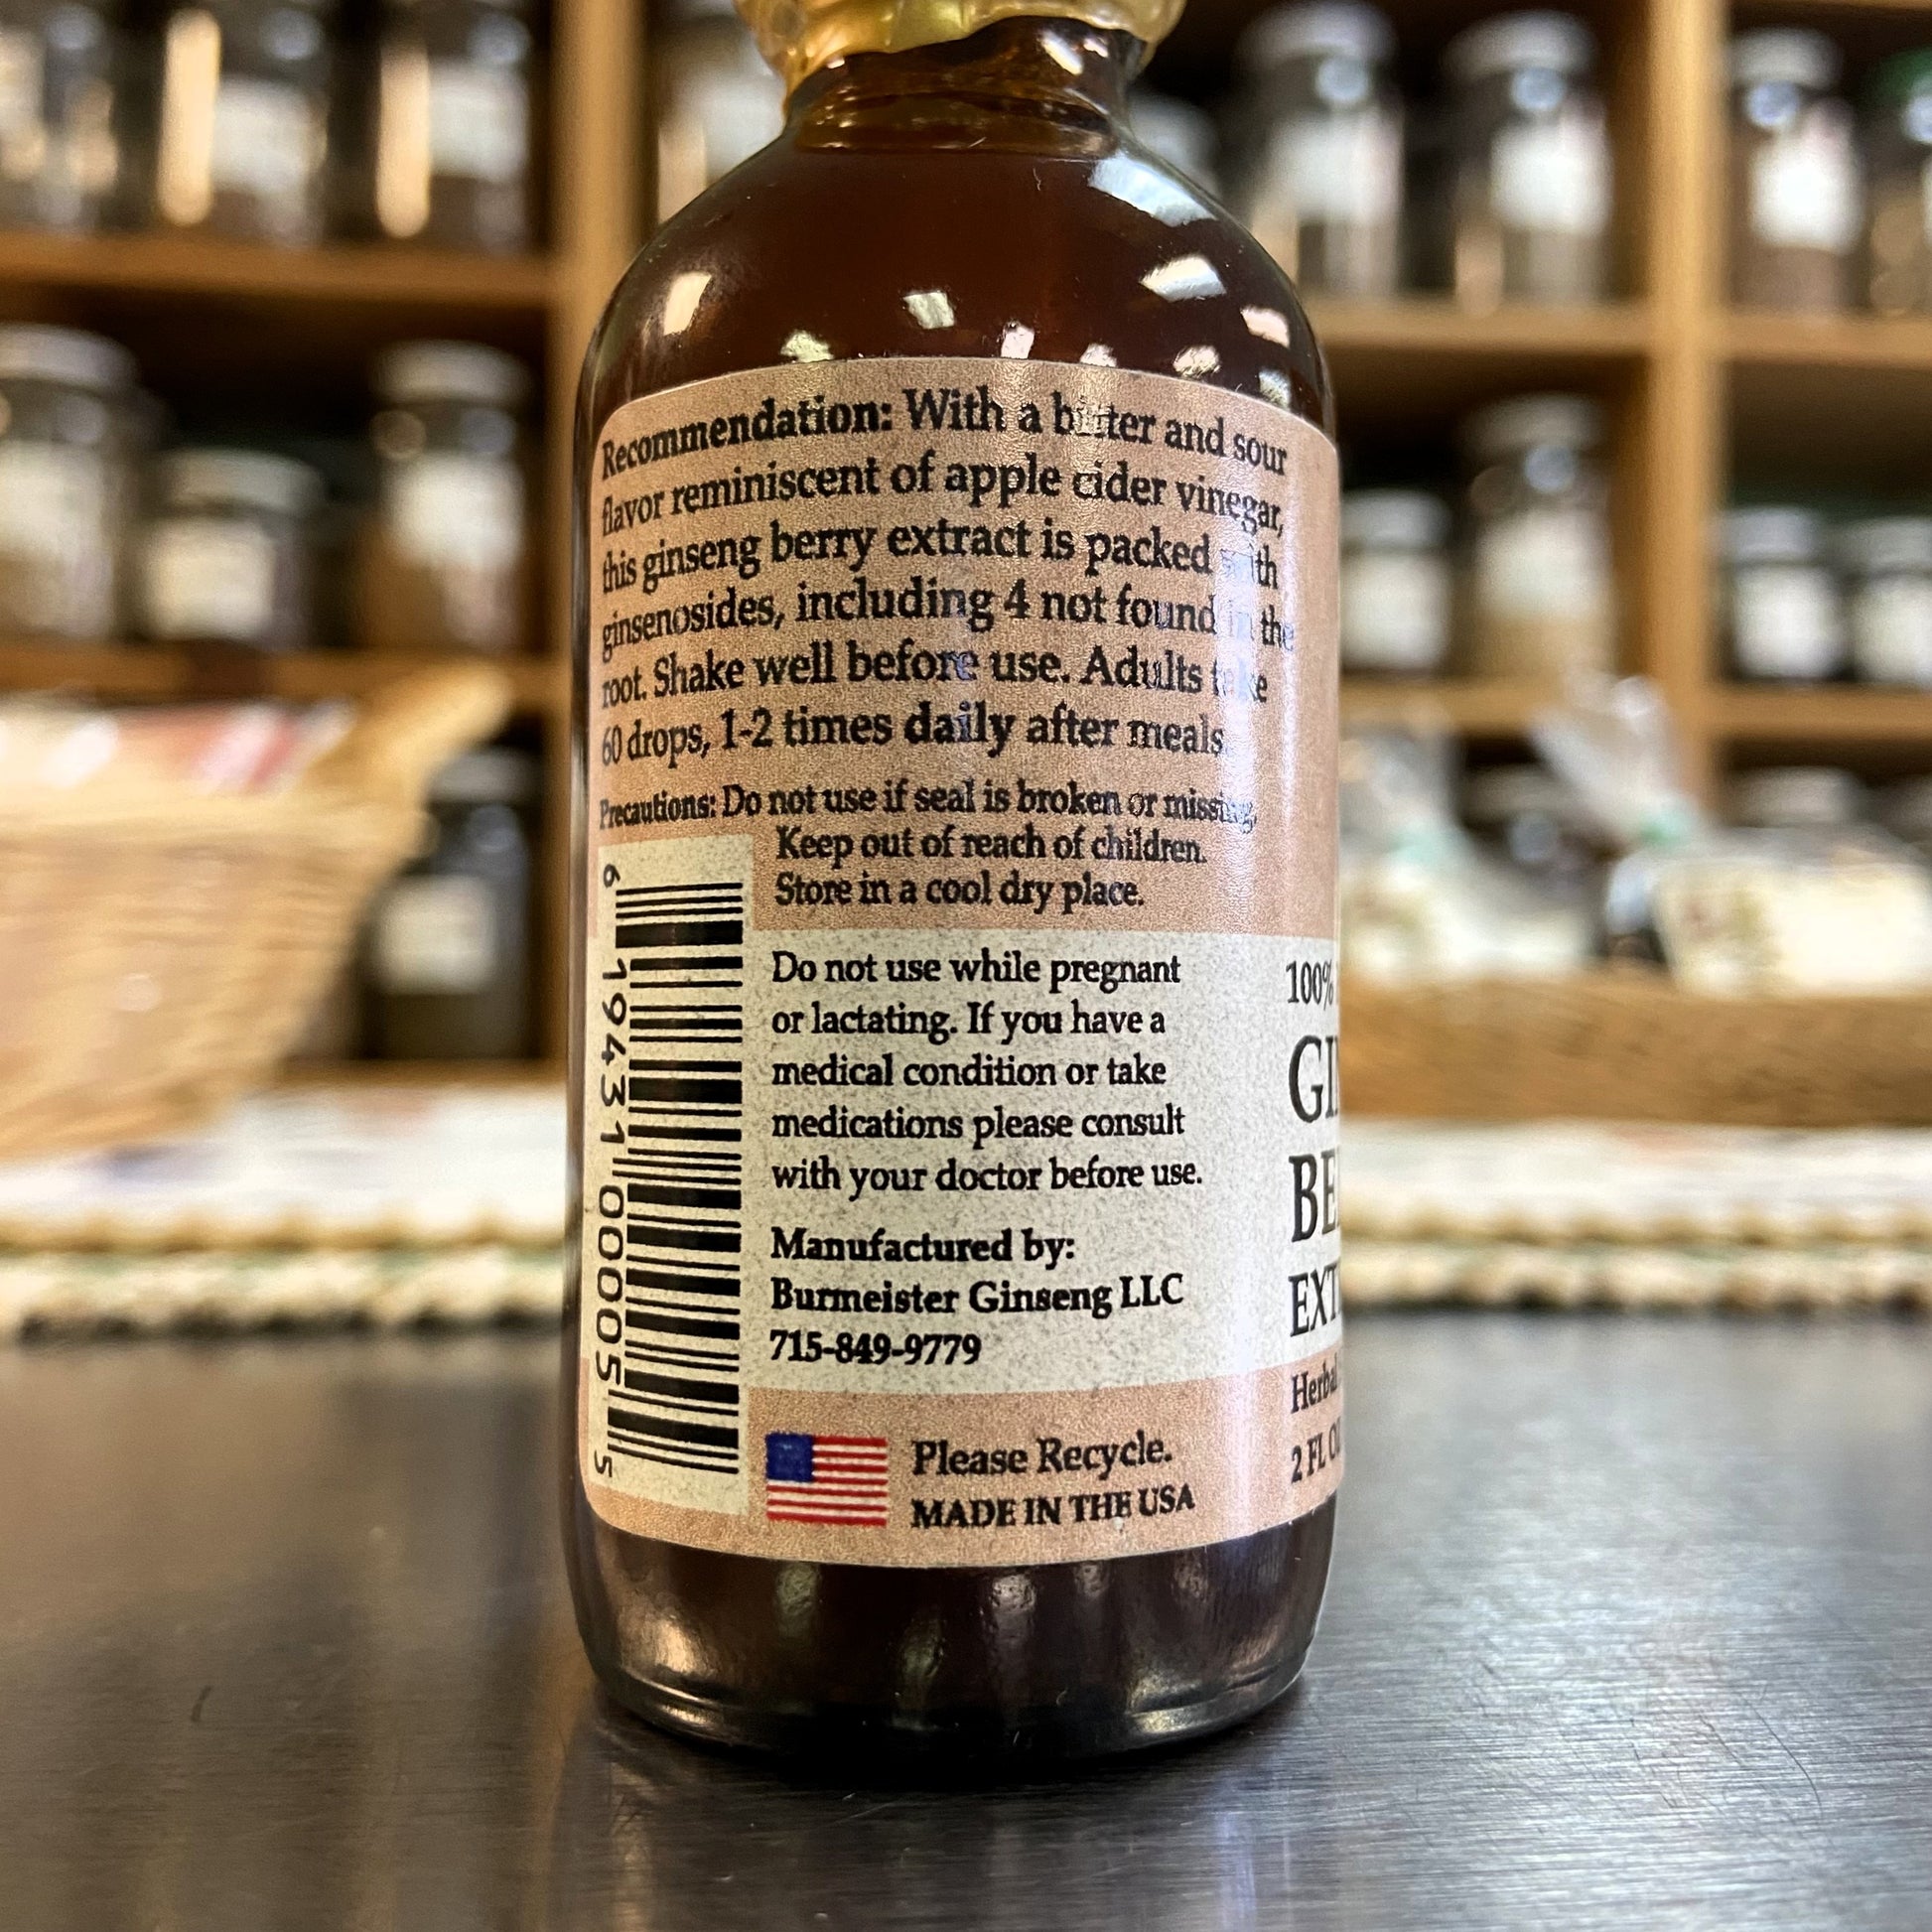 Recommendation: With a bitter and sour
flavor reminiscent of apple cider vinegar,
this ginseng berry extract is packed with
ginsenosides, including 4 not found in the
root. Shake well before use. Adults take
60 drops, 1-2 times daily after meals
Precautions: Do not use if seal is broken or missing.
Keep out of reach of children.
Store in a cool dry place.
Do not use while pregnant
or lactating. If you have a
medical condition or take
medications please consult
with your doctor before use.
Manufactured by:
Burmeister Ginseng LLC
715-849-9779
Please Recycle.
MADE IN THE USA
6 19431 00005 5
100%
GI
BE
EXT
Herbal
2 FL